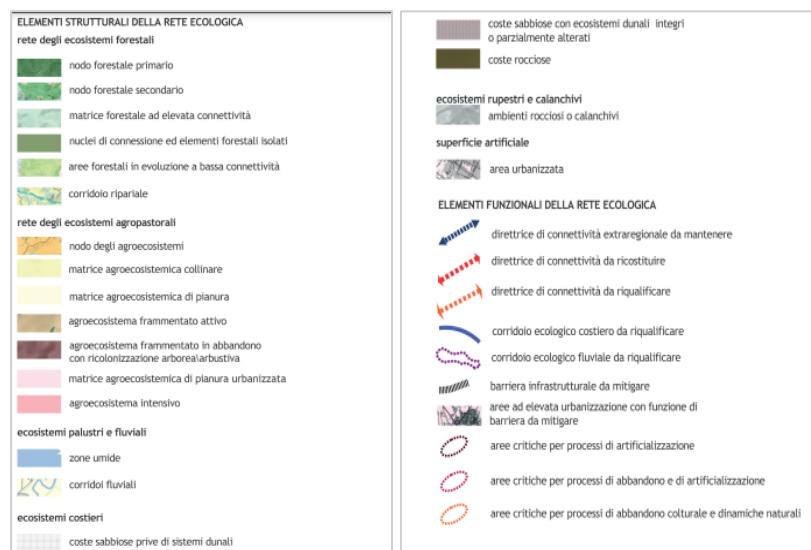 ELEMENTI STRUTTURALI DELLA RETE ECOLOGICA
rete degli ecosistemi forestali
nodo forestale primario
nodo forestale secondario
matrice forestale ad elevata connettività
nuclei di connessione ed elementi forestali isolati
aree forestali in evoluzione a bassa connettività
corridoio ripariale
rete degli ecosistemi agropastorali
nodo degli agroecosistemi
matrice agroecosistemica collinare
matrice agroecosistemica di pianura
agroecosistema frammentato attivo
agroecosistema frammentato in abbandono
con ricolonizzazione arborea\arbustiva
matrice agroecosistemica di pianura urbanizzata
agroecosistema intensivo
ecosistemi palustri e fluviali
zone umide
corridoi fluviali
ecosistemi costieri
coste sabbiose prive di sistemi dunali
coste sabbiose con ecosistemi dunali integri
o parzialmente alterati
coste rocciose
ecosistemi rupestri e calanchivi
ambienti rocciosi o calanchivi
superficie artificiale
area urbanizzata
ELEMENTI FUNZIONALI DELLA RETE ECOLOGICA
direttrice di connettività extraregionale da mantenere
direttrice di connettività da ricostituire
direttrice di connettività da riqualificare
corridoio ecologico costiero da riqualificare
corridoio ecologico fluviale da riqualificare
barriera infrastrutturale da mitigare
aree ad elevata urbanizzazione con funzione di
barriera da mitigare
aree critiche per processi di artificializzazione
aree critiche per processi di abbandono e di artificializzazione
aree critiche per processi di abbandono colturale e dinamiche naturali